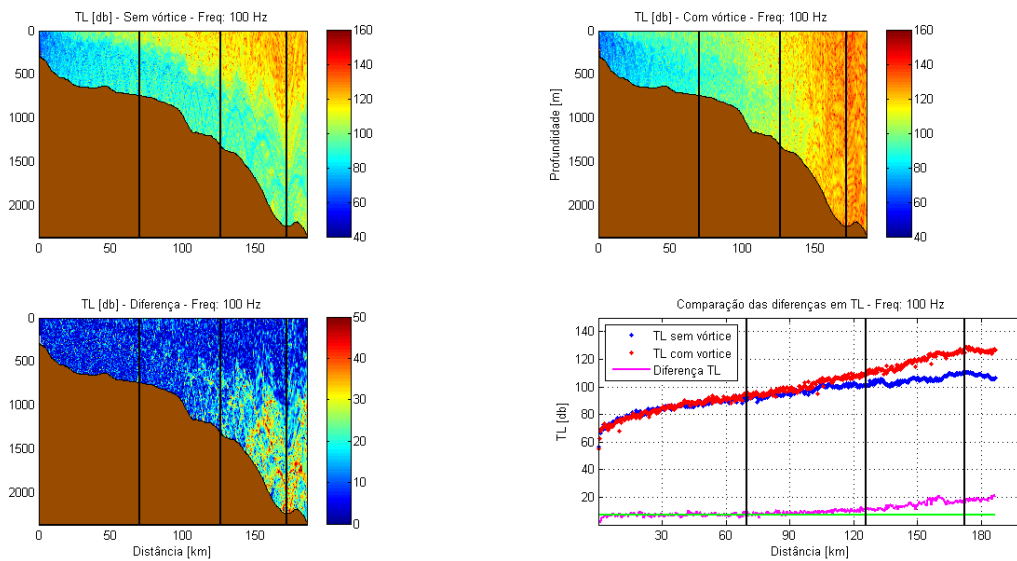 TL [db] - Sem vórtice - Freq: 100 Hz
0
500
1000
1500
2000
0 50 100 150
160
140
120
100
80
60
40
TL [db] - Com vórtice - Freq: 100 Hz
Profundidade [m]
0
500
1000
1500
2000
0 50 100 150
160
140
120
100
80
60
40
TL [db] - Diferença - Freq: 100 Hz
0
500
1000
1500
2000
0 50 100 150
Distância [km]
50
40
30
20
10
0
Comparação das diferenças em TL - Freq: 100 Hz
TL [db]
140
120
100
80
60
40
20
TL sem vórtice
TL com vortice
Diferença TL
30 60 90 120 150 180
Distância [km]